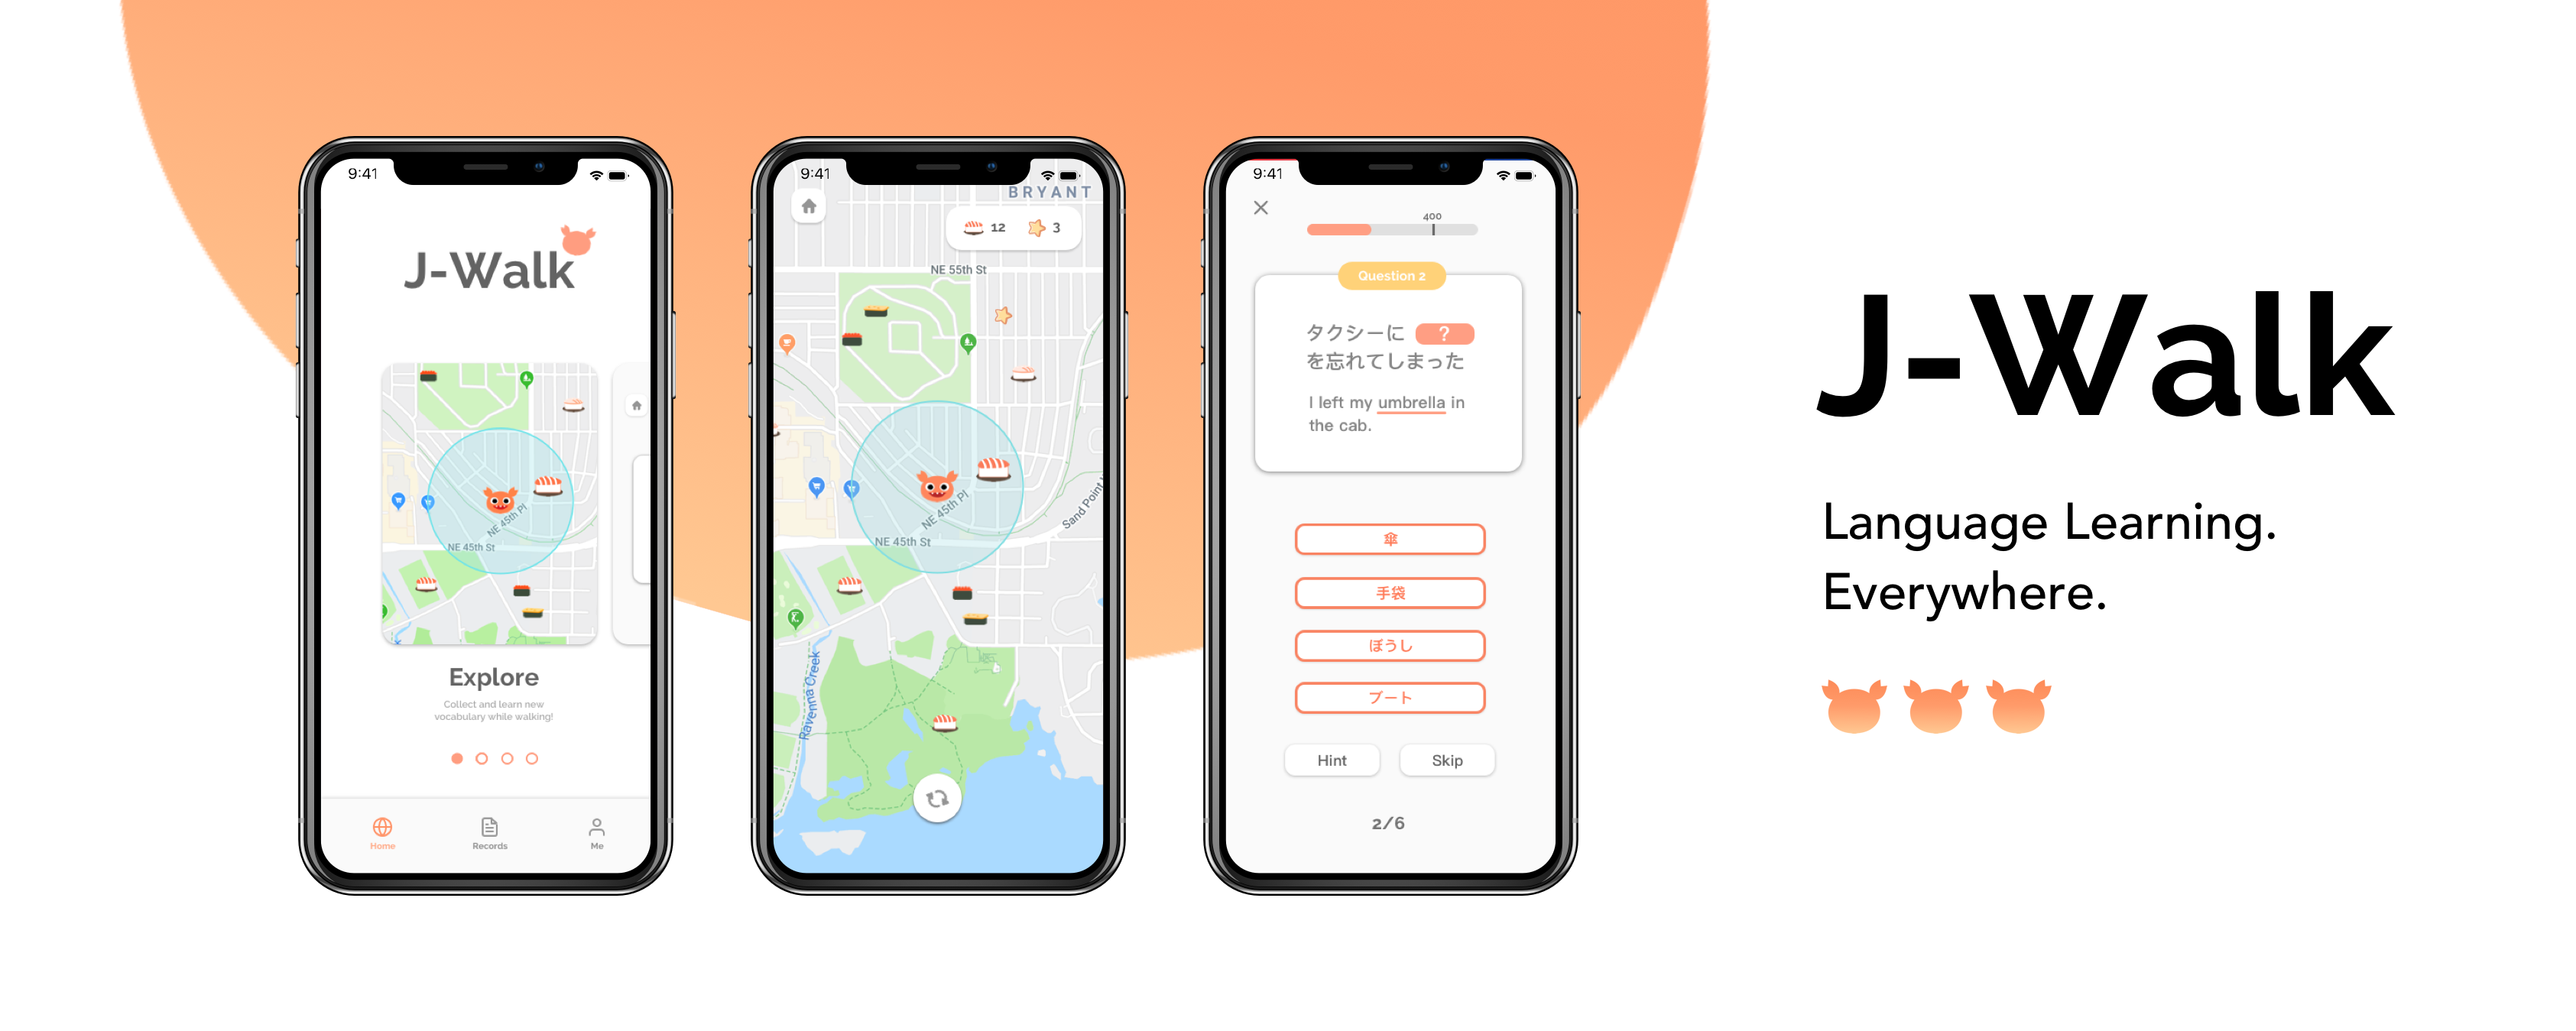 9:41
J-Walk
NE 45th Pl
NE 45th St
Explore
Collect and learn new
vocabulary while walking!
Home
Records
Me
9:41
BRYANT
12
3
NE 55th St
NE 45th Pl
Sand Point
NE 45th St
Ravenna Creek
9:41
400
Question 2
タクシーに ?
を忘れてしまった
I left my umbrella in
the cab.
傘
手袋
ぼうし
ブート
Hint
Skip
2/6
J-Walk
Language Learning.
Everywhere.